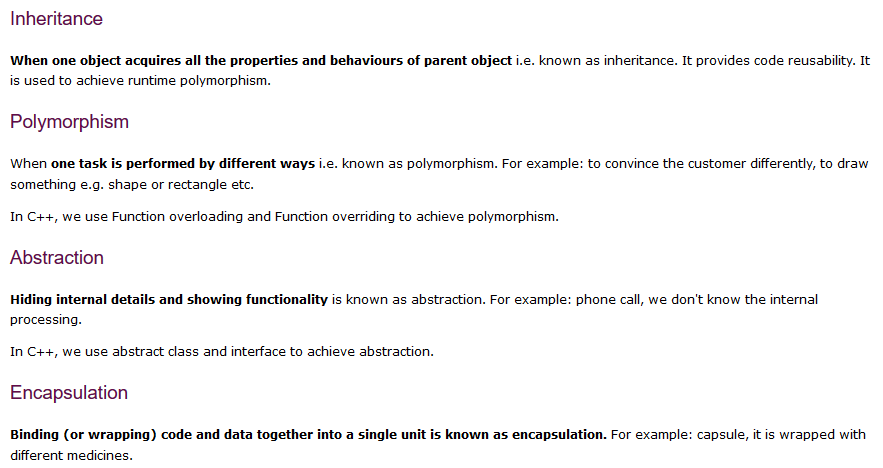 Inheritance
When one object acquires all the properties and behaviours of parent object i.e. known as inheritance. It provides code reusability. It
is used to achieve runtime polymorphism.
Polymorphism
When one task is performed by different ways i.e. known as polymorphism. For example: to convince the customer differently, to draw
something e.g. shape or rectangle etc.
In C++, we use Function overloading and Function overriding to achieve polymorphism.
Abstraction
Hiding internal details and showing functionality is known as abstraction. For example: phone call, we don't know the internal
processing.
In C++, we use abstract class and interface to achieve abstraction.
Encapsulation
Binding (or wrapping) code and data together into a single unit is known as encapsulation. For example: capsule, it is wrapped with
different medicines.